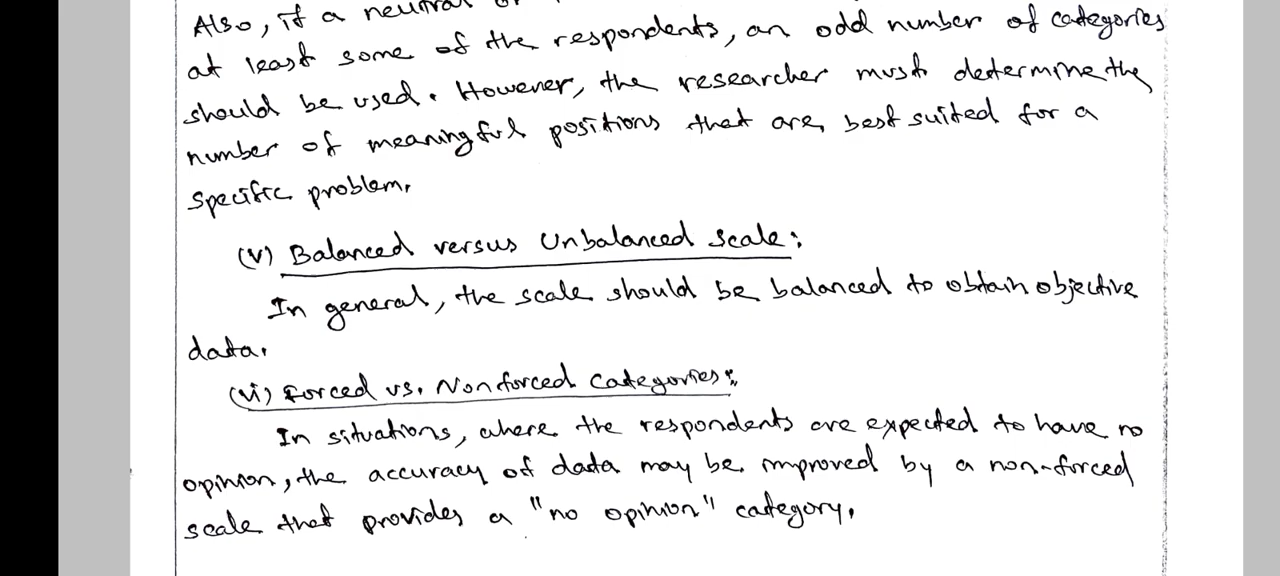 Also, if a neutral
at least some of the respondents, an odd number of categories
should be used. However, the researcher must determine the
number of meaningful positions that are best suited for a
specific problem.
(v) Balanced versus Unbalanced scale:
In general, the scale should be balanced to obtain objective
data.
(vi) Forced vs. Nonforced categories:
In situations, where the respondents are expected to have no
opinion, the accuracy of data may be improved by a non-forced
scale that provides a "no opinion" category.